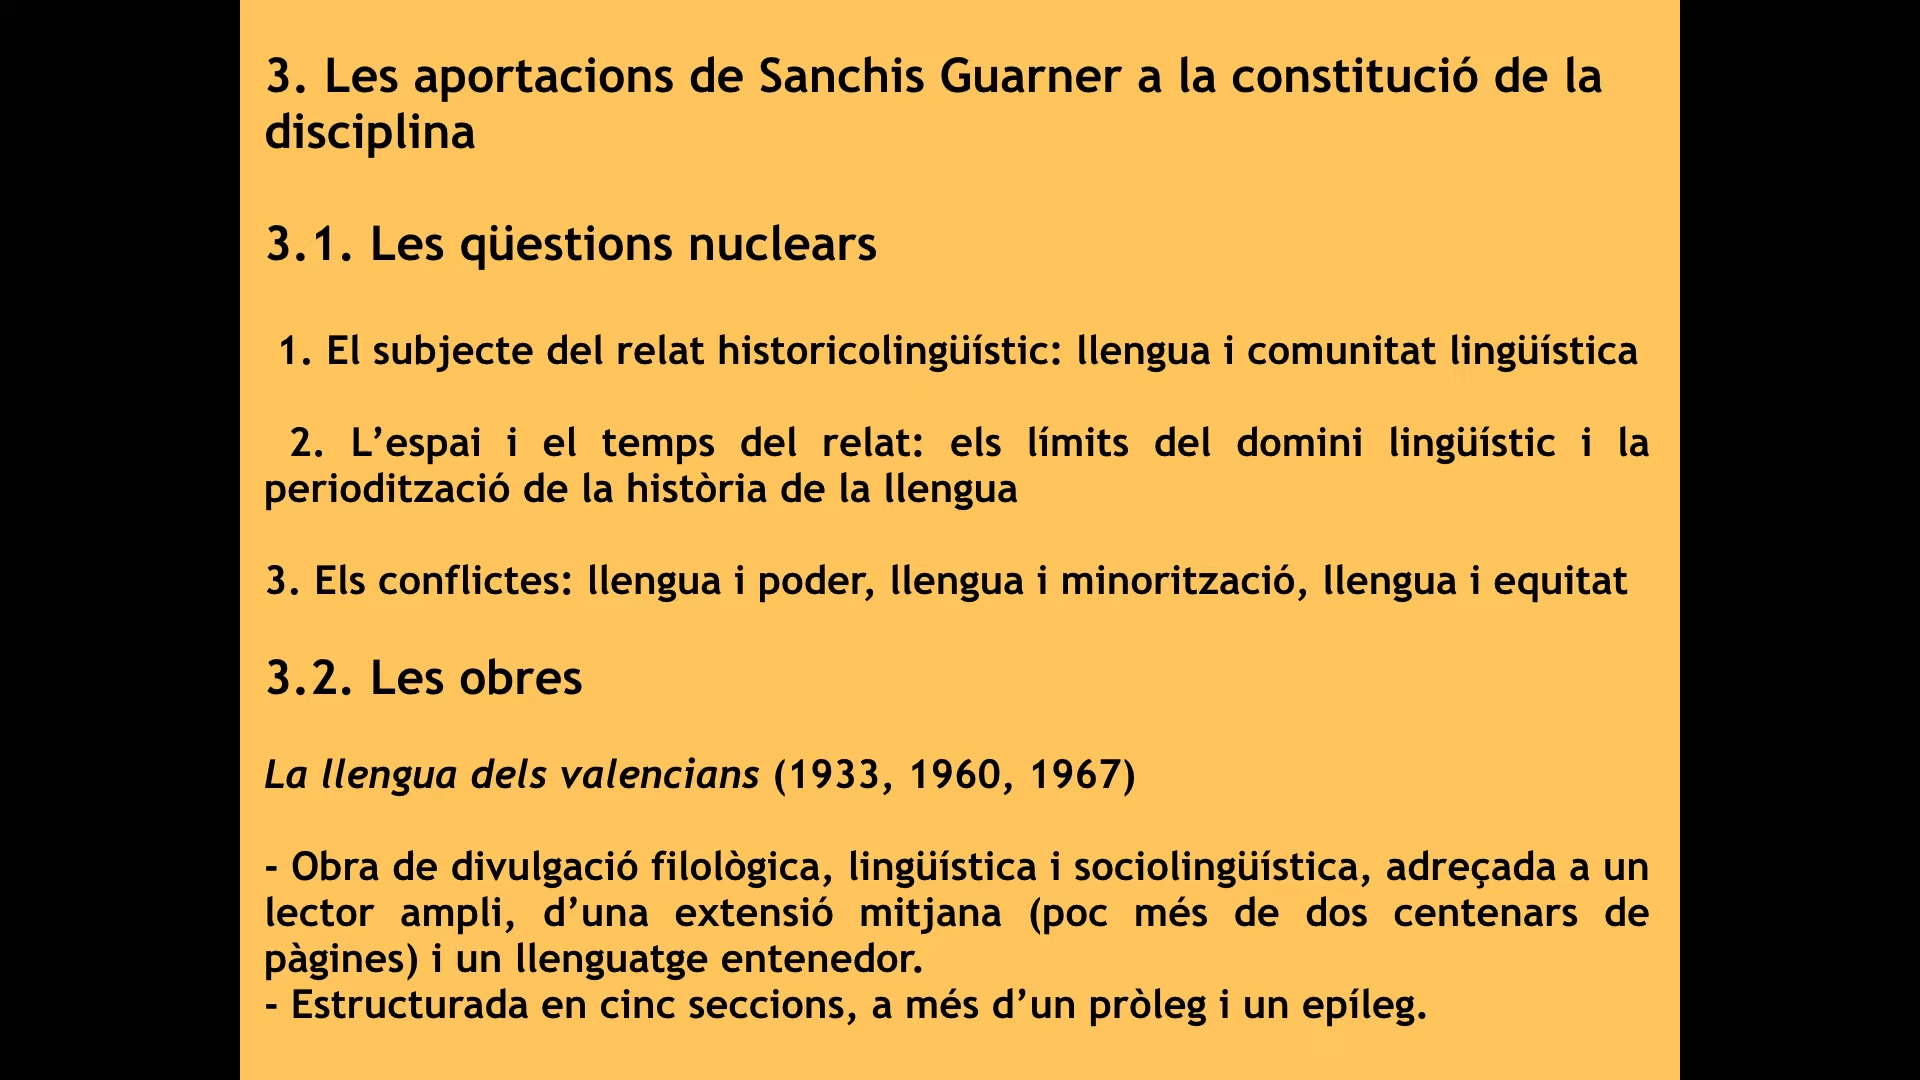 3. Les aportacions de Sanchis Guarner a la constitució de la
disciplina
3.1. Les qüestions nuclears
1. El subjecte del relat historicolingüístic: llengua i comunitat lingüística
2. L’espai i el temps del relat: els límits del domini lingüístic i la
periodització de la història de la llengua
3. Els conflictes: llengua i poder, llengua i minorització, llengua i equitat
3.2. Les obres
La llengua dels valencians (1933, 1960, 1967)
- Obra de divulgació filològica, lingüística i sociolingüística, adreçada a un
lector ampli, d’una extensió mitjana (poc més de dos centenars de
pàgines) i un llenguatge entenedor.
- Estructurada en cinc seccions, a més d’un pròleg i un epíleg.